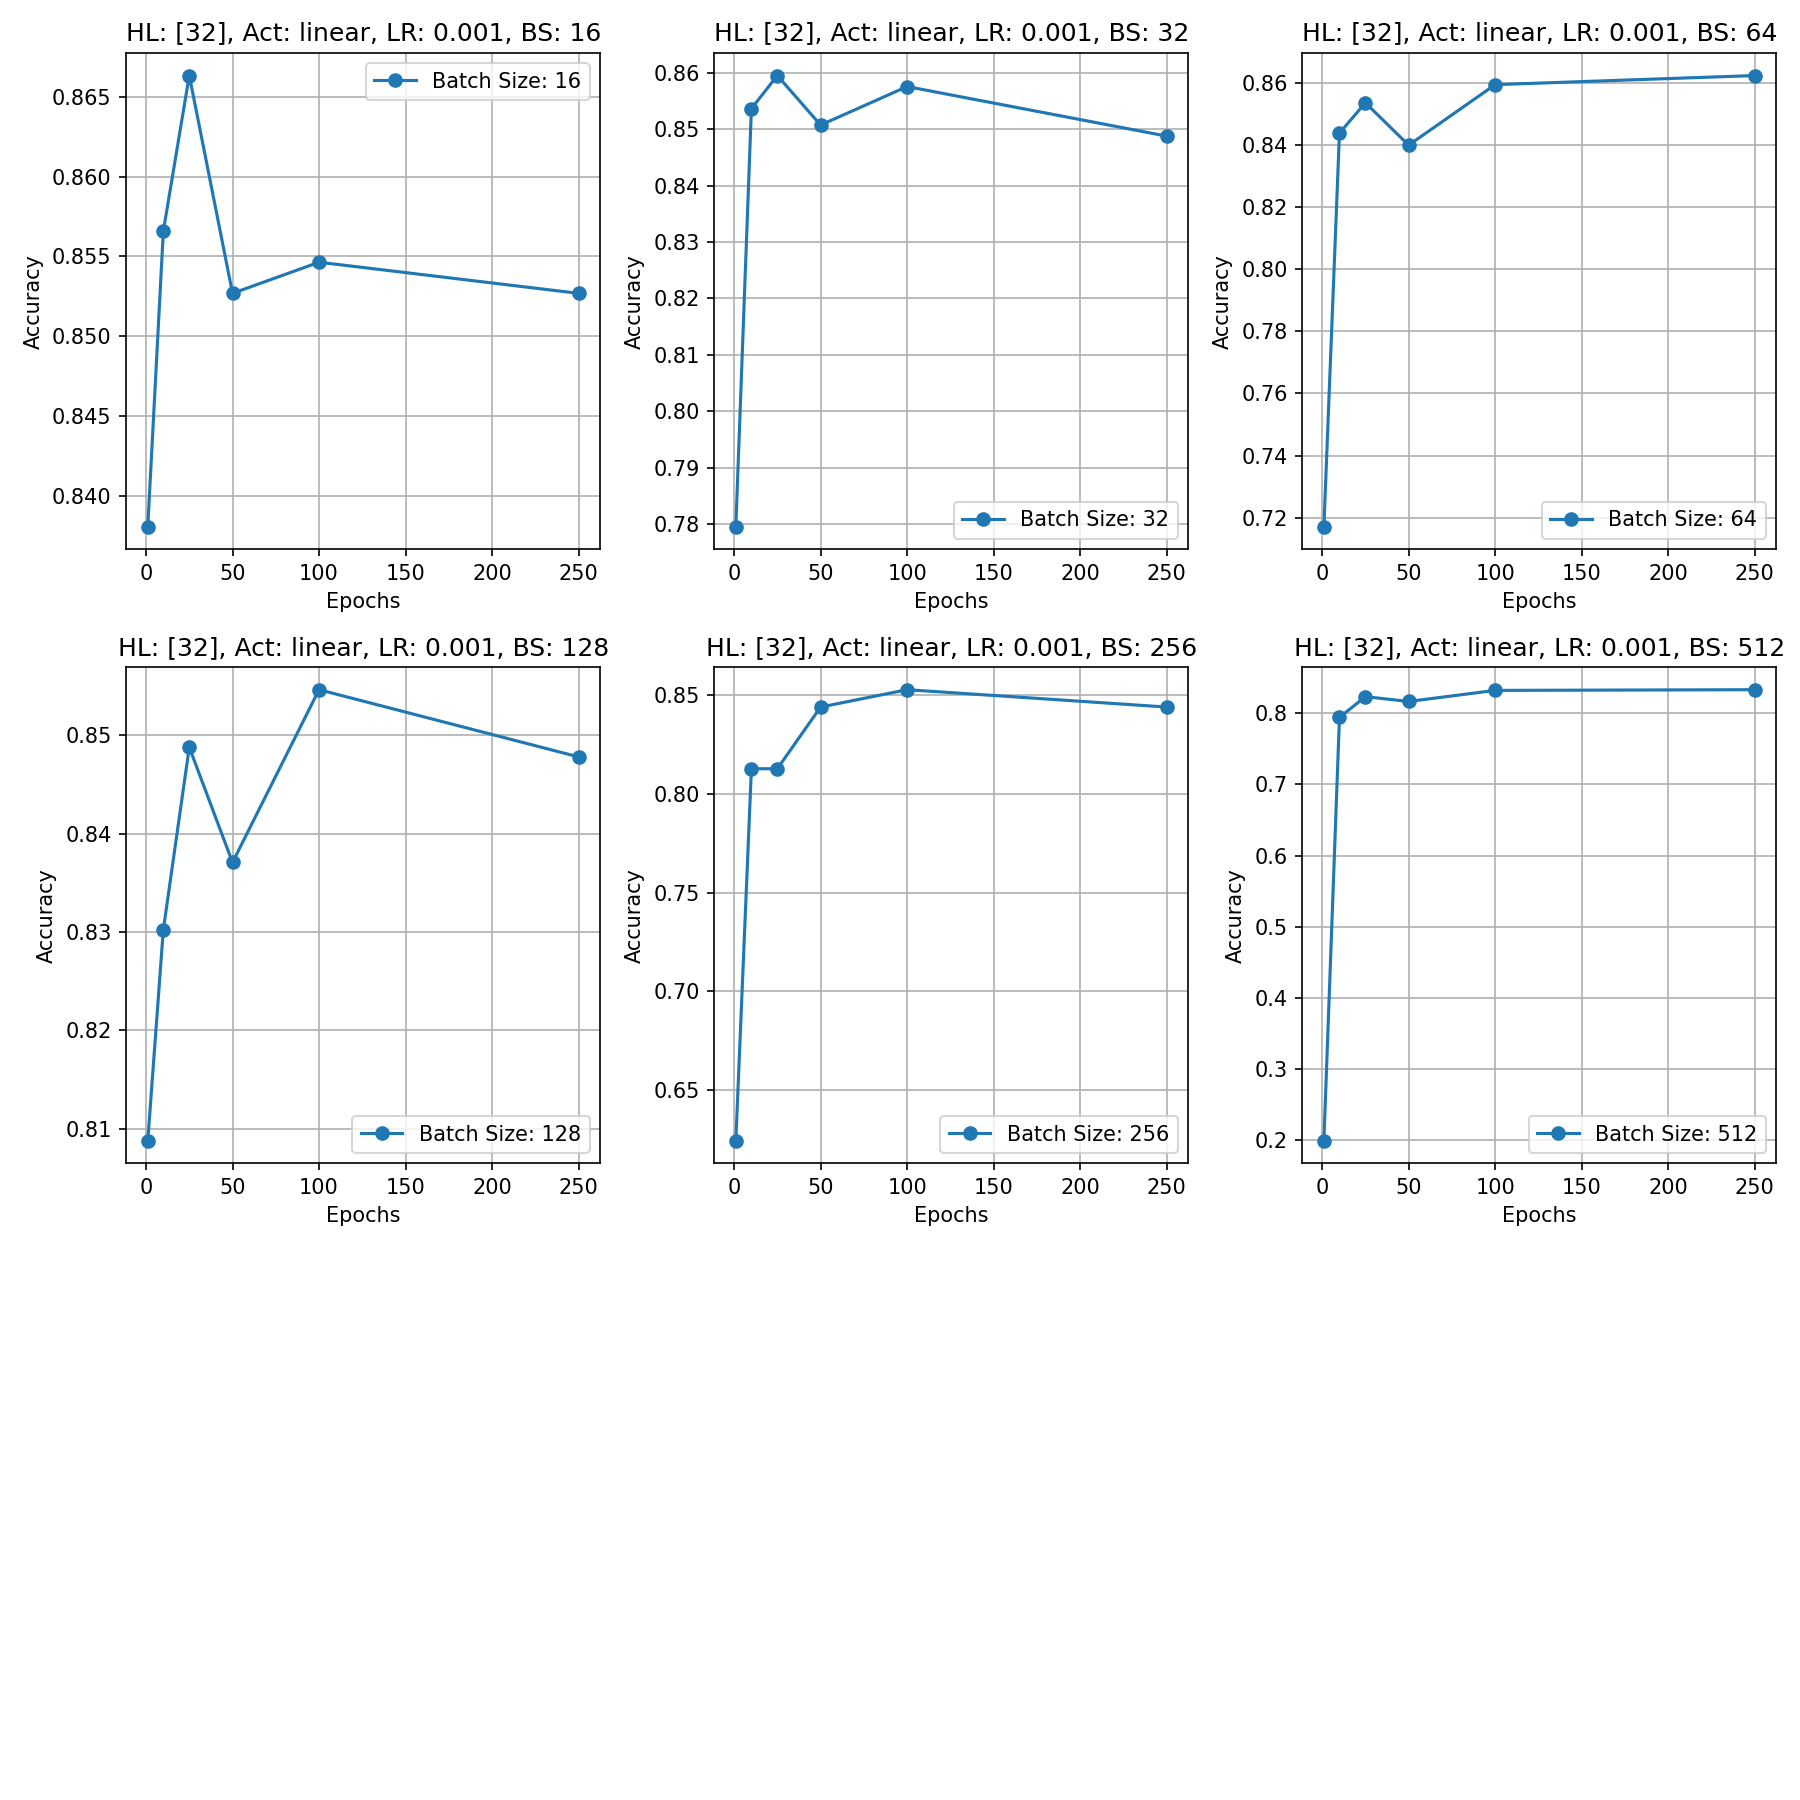 HL: [32], Act: linear, LR: 0.001, BS: 16
Accuracy
0.865
0.860
0.855
0.850
0.845
0.840
Batch Size: 16
0 50 100 150 200 250
Epochs
HL: [32], Act: linear, LR: 0.001, BS: 32
Accuracy
0.86
0.85
0.84
0.83
0.82
0.81
0.80
0.79
0.78
Batch Size: 32
0 50 100 150 200 250
Epochs
HL: [32], Act: linear, LR: 0.001, BS: 64
Accuracy
0.86
0.84
0.82
0.80
0.78
0.76
0.74
0.72
Batch Size: 64
0 50 100 150 200 250
Epochs
HL: [32], Act: linear, LR: 0.001, BS: 128
Accuracy
0.85
0.84
0.83
0.82
0.81
Batch Size: 128
0 50 100 150 200 250
Epochs
HL: [32], Act: linear, LR: 0.001, BS: 256
Accuracy
0.85
0.80
0.75
0.70
0.65
Batch Size: 256
0 50 100 150 200 250
Epochs
HL: [32], Act: linear, LR: 0.001, BS: 512
Accuracy
0.8
0.7
0.6
0.5
0.4
0.3
0.2
Batch Size: 512
0 50 100 150 200 250
Epochs